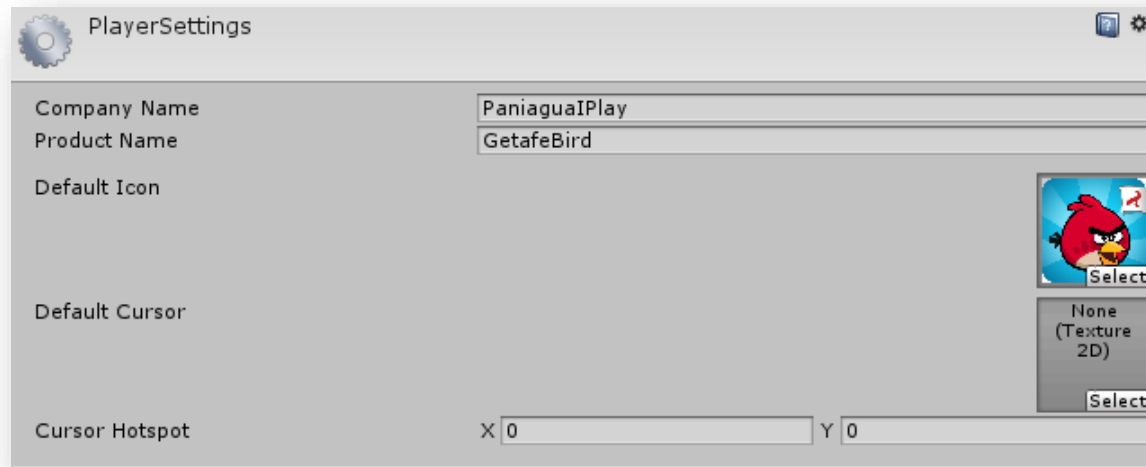 PlayerSettings
Company Name PaniaguaIPlay
Product Name GetafeBird
Default Icon
Select
Default Cursor
None
(Texture
2D)
Select
Cursor Hotspot X 0 Y 0